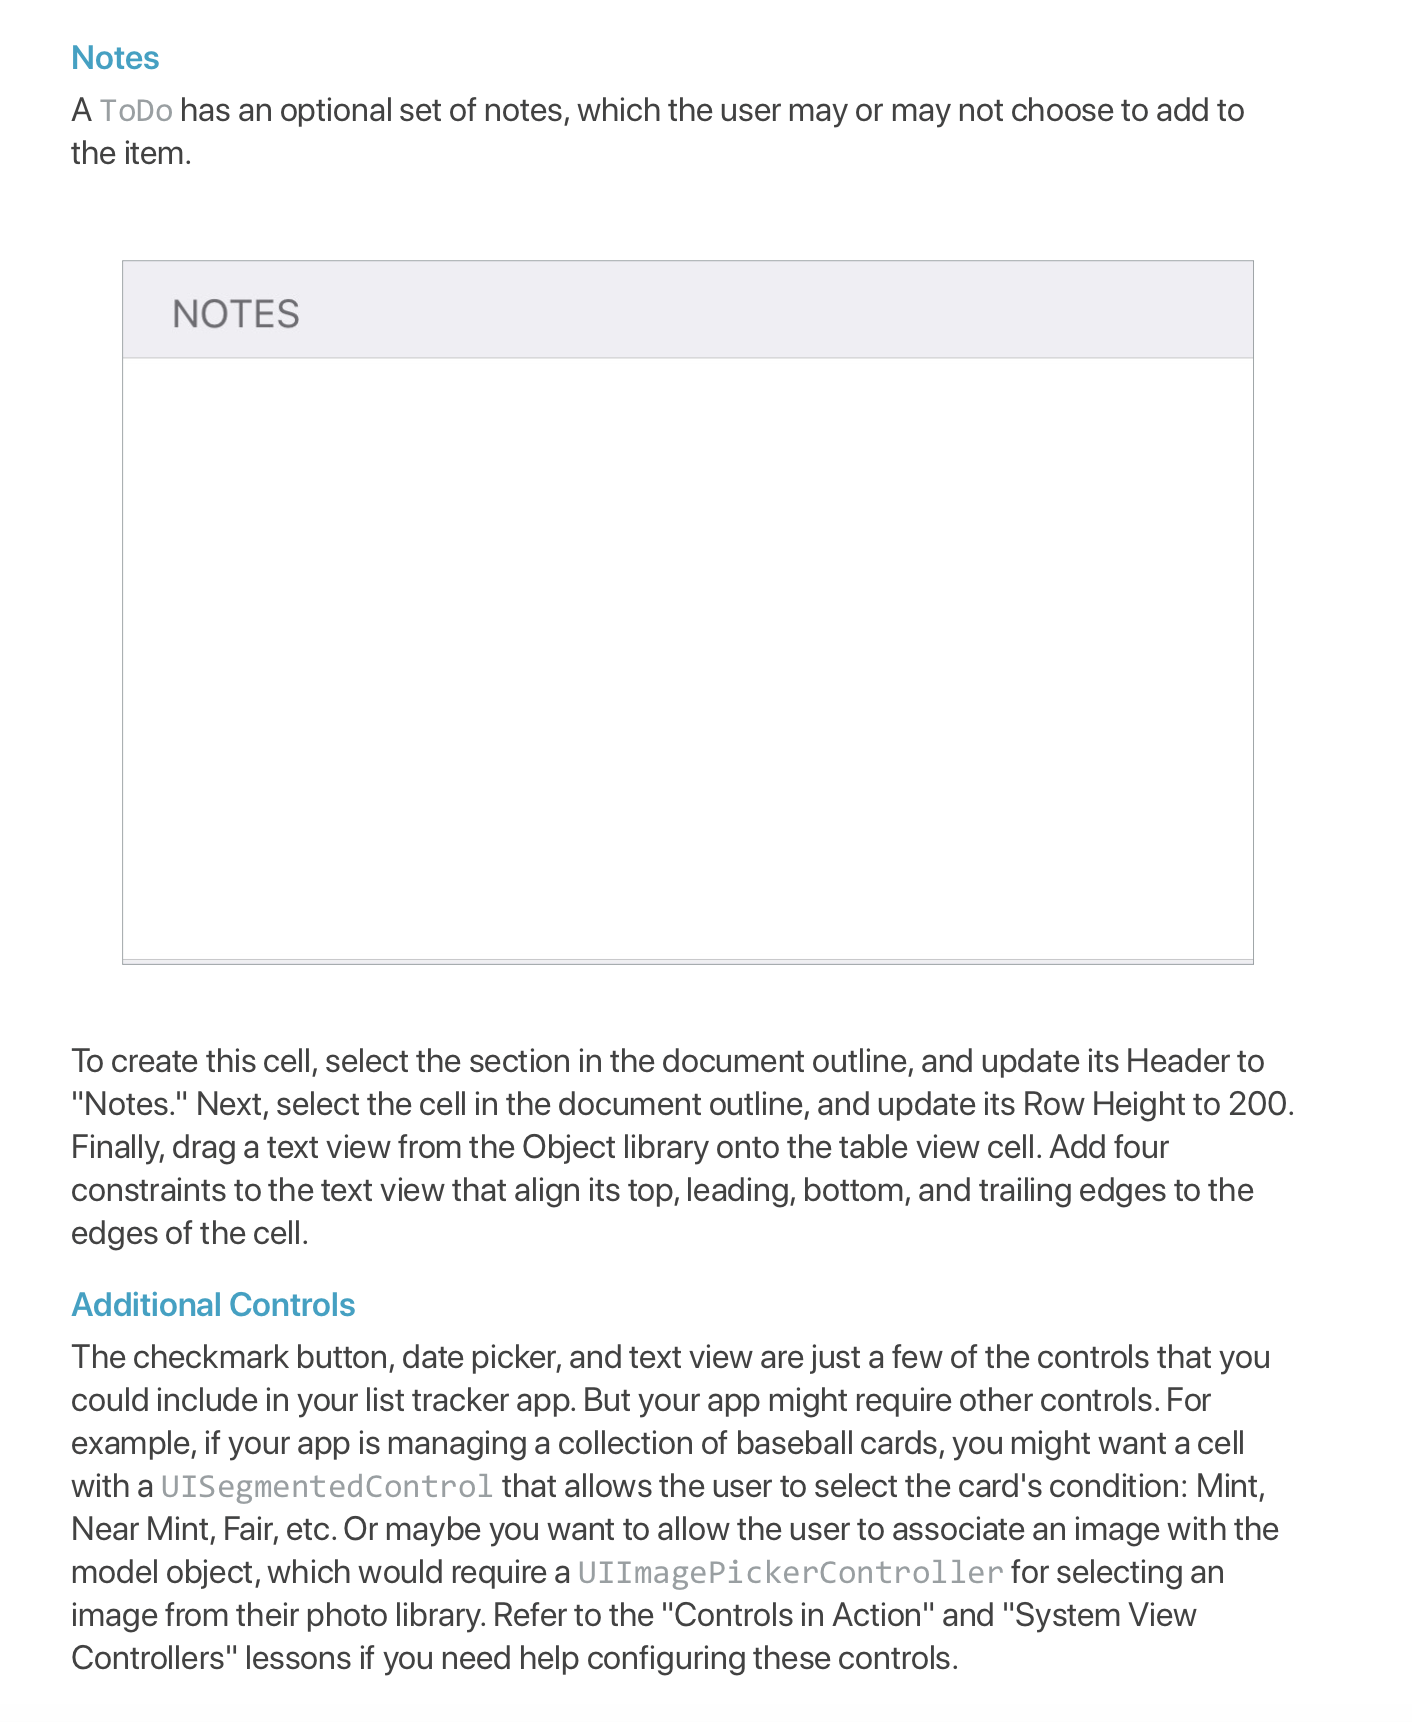 Notes
A ToDo has an optional set of notes, which the user may or may not choose to add to
the item.
NOTES
To create this cell, select the section in the document outline, and update its Header to
"Notes." Next, select the cell in the document outline, and update its Row Height to 200.
Finally, drag a text view from the Object library onto the table view cell. Add four
constraints to the text view that align its top, leading, bottom, and trailing edges to the
edges of the cell.
Additional Controls
The checkmark button, date picker, and text view are just a few of the controls that you
could include in your list tracker app. But your app might require other controls. For
example, if your app is managing a collection of baseball cards, you might want a cell
with a UISegmentedControl that allows the user to select the card's condition: Mint,
Near Mint, Fair, etc. Or maybe you want to allow the user to associate an image with the
model object, which would require a UIImagePickerController for selecting an
image from their photo library. Refer to the "Controls in Action" and "System View
Controllers" lessons if you need help configuring these controls.